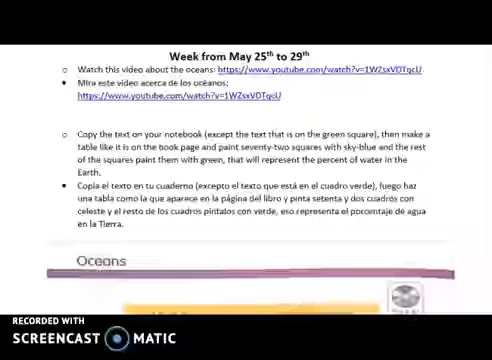 Week from May 25th to 29th
o Watch this video about the oceans: https://www.youtube.com/watch?v=1WZsxVDTqcU
• Mira este video acerca de los océanos:
https://www.youtube.com/watch?v=1WZsxVDTqcU
o Copy the text on your notebook (except the text that is on the green square), then make a
table like it is on the book page and paint seventy-two squares with sky-blue and the rest
of the squares paint them with green, that will represent the percent of water in the
Earth.
• Copia el texto en tu cuaderno (excepto el texto que está en el cuadro verde), luego haz
una tabla como la que aparece en la página del libro y pinta setenta y dos cuadros con
celeste y el resto de los cuadros píntalos con verde, eso representa el porcentaje de agua
en la Tierra.
Oceans
RECORDED WITH
SCREENCAST MATIC